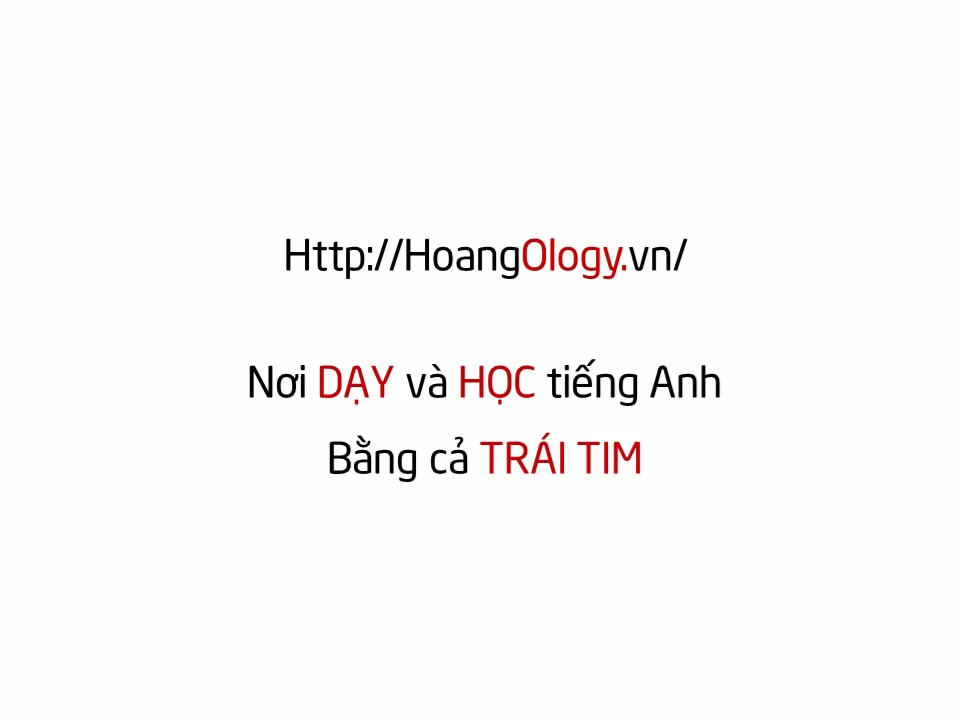 Http://HoangOlogy.vn/
Nơi DẠY và HỌC tiếng Anh
Bằng cả TRÁI TIM